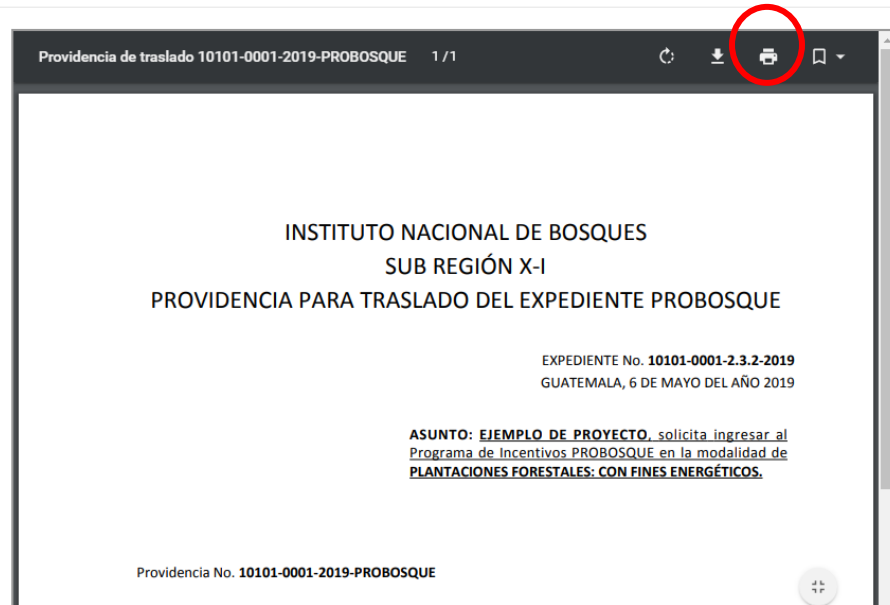 Providencia de traslado 10101-0001-2019-PROBOSQUE 1 / 1
INSTITUTO NACIONAL DE BOSQUES
SUB REGIÓN X-I
PROVIDENCIA PARA TRASLADO DEL EXPEDIENTE PROBOSQUE
EXPEDIENTE No. 10101-0001-2.3.2-2019
GUATEMALA, 6 DE MAYO DEL AÑO 2019
ASUNTO: EJEMPLO DE PROYECTO, solicita ingresar al
Programa de Incentivos PROBOSQUE en la modalidad de
PLANTACIONES FORESTALES: CON FINES ENERGÉTICOS.
Providencia No. 10101-0001-2019-PROBOSQUE